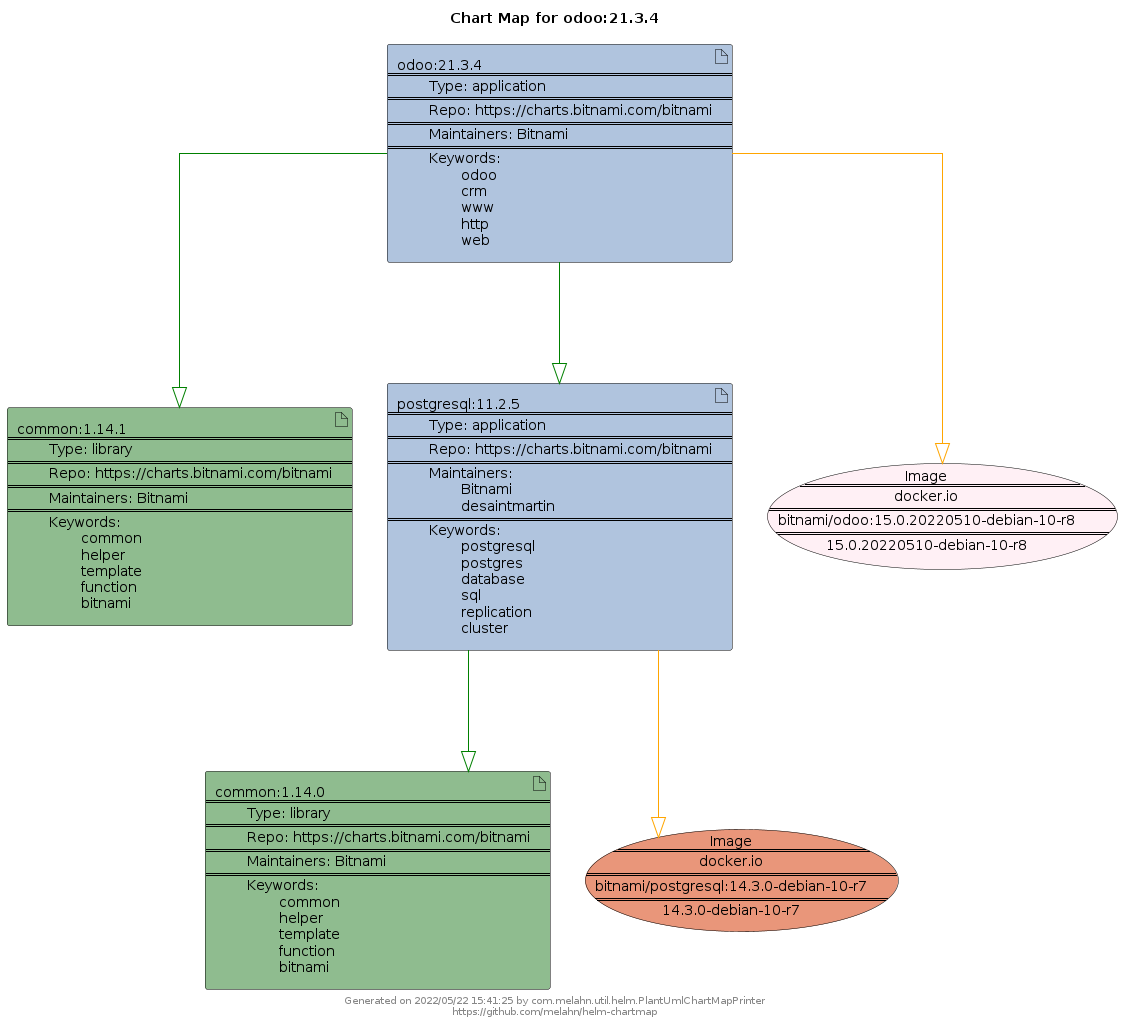 Chart Map for odoo:21.3.4
odoo:21.3.4
Type: application
Repo: https://charts.bitnami.com/bitnami
Maintainers: Bitnami
Keywords:
odoo
crm
www
http
web
common:1.14.1
Type: library
Repo: https://charts.bitnami.com/bitnami
Maintainers: Bitnami
Keywords:
common
helper
template
function
bitnami
postgresql:11.2.5
Type: application
Repo: https://charts.bitnami.com/bitnami
Maintainers:
Bitnami
desaintmartin
Keywords:
postgresql
postgres
database
sql
replication
cluster
Image
docker.io
bitnami/odoo:15.0.20220510-debian-10-r8
15.0.20220510-debian-10-r8
common:1.14.0
Type: library
Repo: https://charts.bitnami.com/bitnami
Maintainers: Bitnami
Keywords:
common
helper
template
function
bitnami
Image
docker.io
bitnami/postgresql:14.3.0-debian-10-r7
14.3.0-debian-10-r7
Generated on 2022/05/22 15:41:25 by com.melahn.util.helm.PlantUmlChartMapPrinter
https://github.com/melahn/helm-chartmap